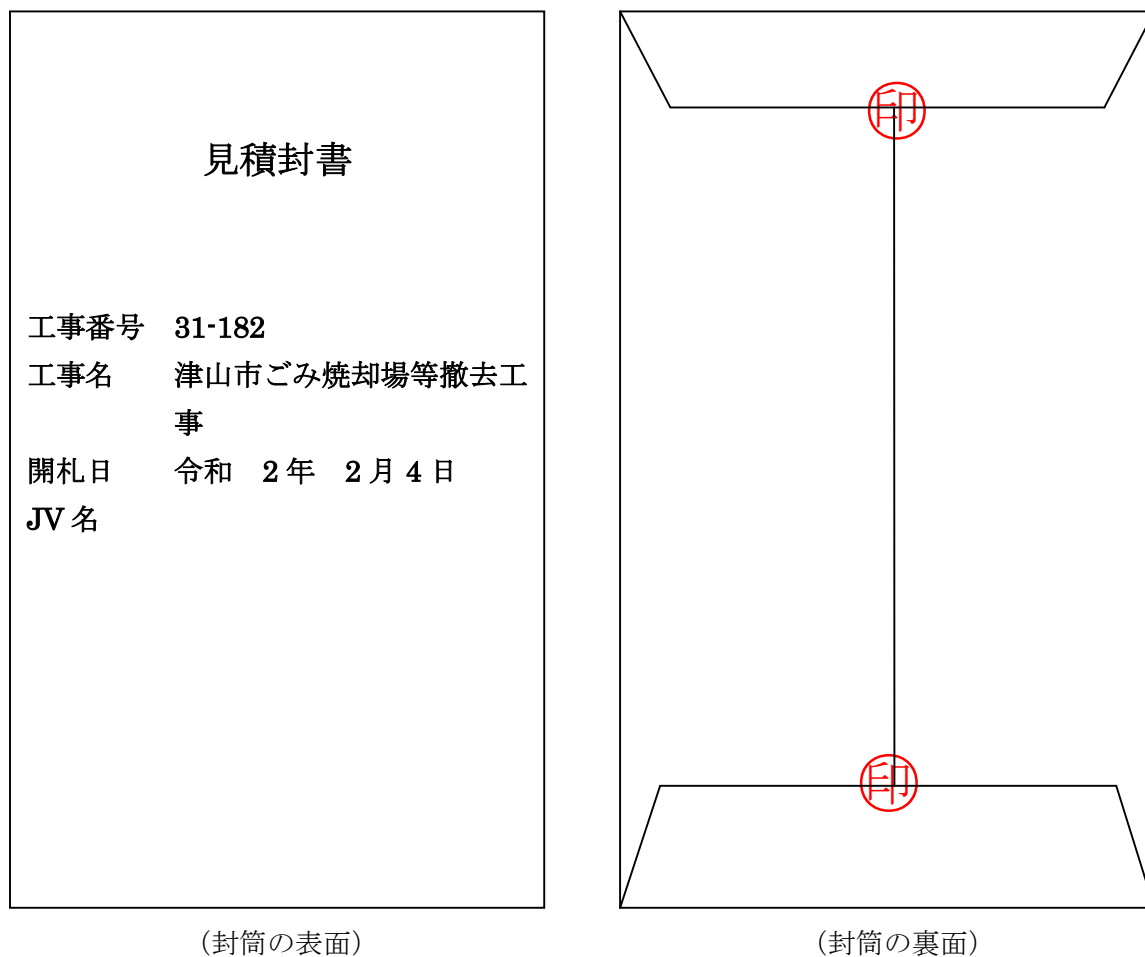 見積封書
工事番号　31-182
工事名　　津山市ごみ焼却場等撤去工
事
開札日　　令和　2年　2月4日
JV名
（封筒の表面）
印
印
（封筒の裏面）